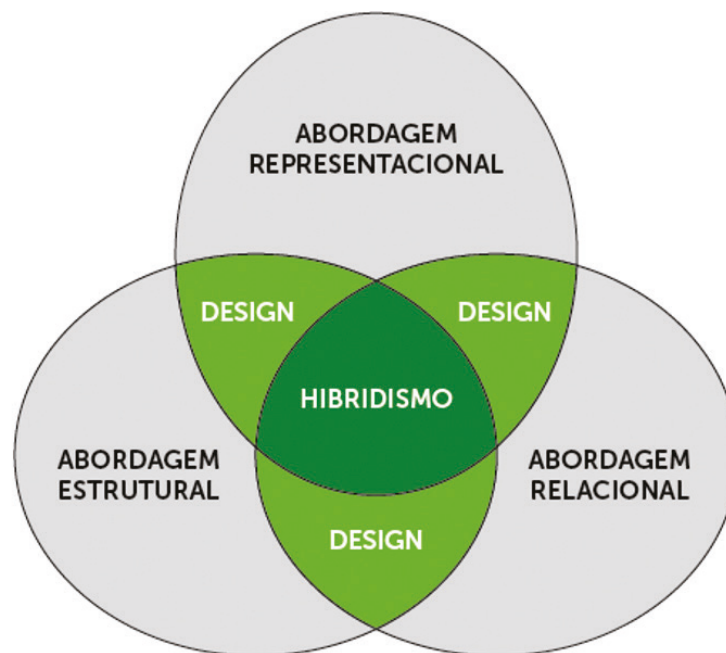 ABORDAGEM
REPRESENTACIONAL
DESIGN
DESIGN
HIBRIDISMO
ABORDAGEM
ESTRUTURAL
ABORDAGEM
RELACIONAL
DESIGN